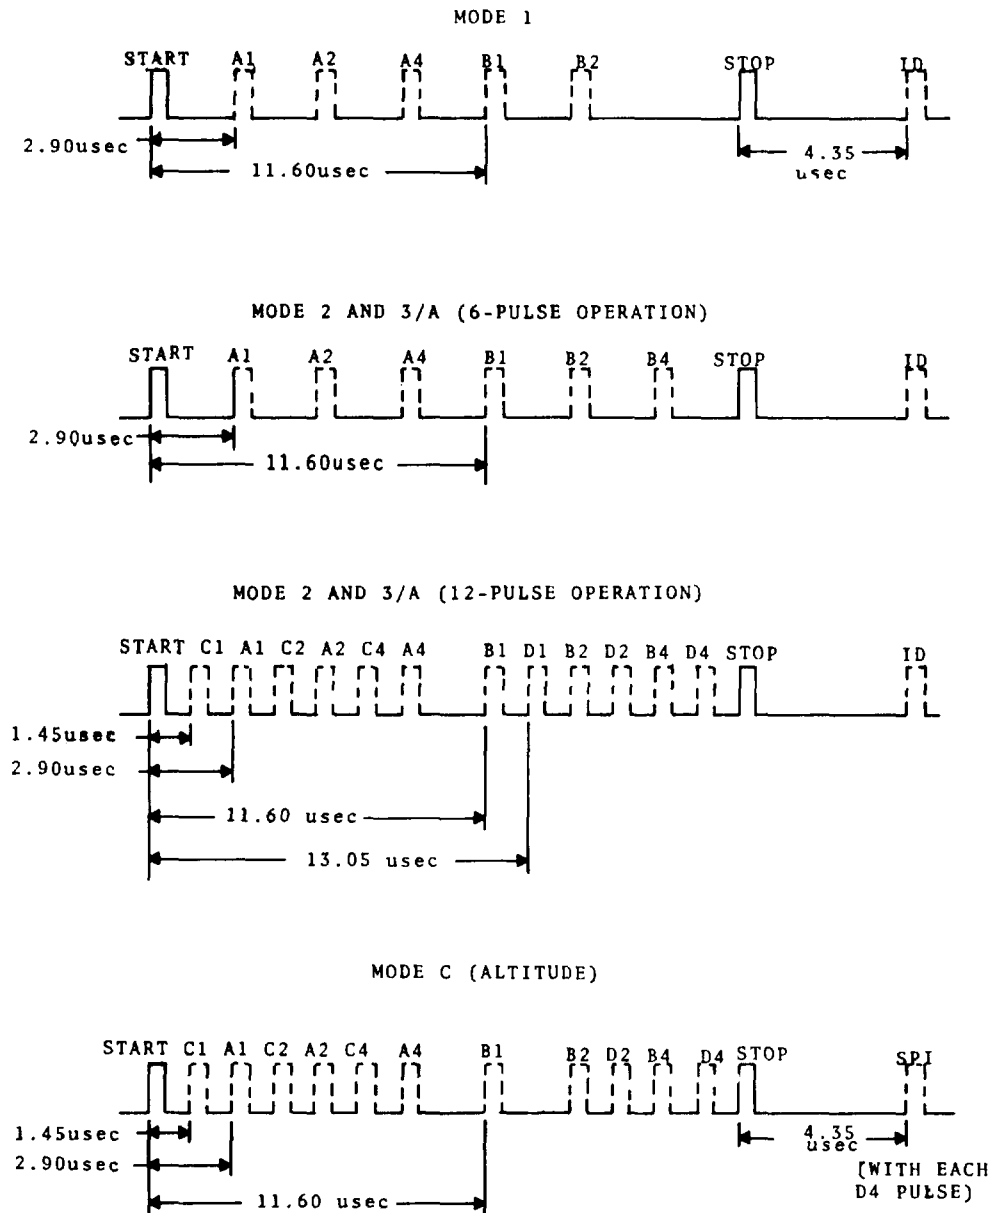 MODE 1
START A1 A2 A4 B1 B2 STOP ID
2.90usec
11.60usec
4.35
usec
MODE 2 AND 3/A (6-PULSE OPERATION)
START A1 A2 A4 B1 B2 B4 STOP ID
2.90usec
11.60usec
MODE 2 AND 3/A (12-PULSE OPERATION)
START C1 A1 C2 A2 C4 A4 B1 D1 B2 D2 B4 D4 STOP ID
1.45usec
2.90usec
11.60 usec
13.05 usec
MODE C (ALTITUDE)
START C1 A1 C2 A2 C4 A4 B1 B2 D2 B4 D4 STOP SPI
1.45usec
4.35
usec
2.90usec
(WITH EACH
D4 PULSE)
11.60 usec